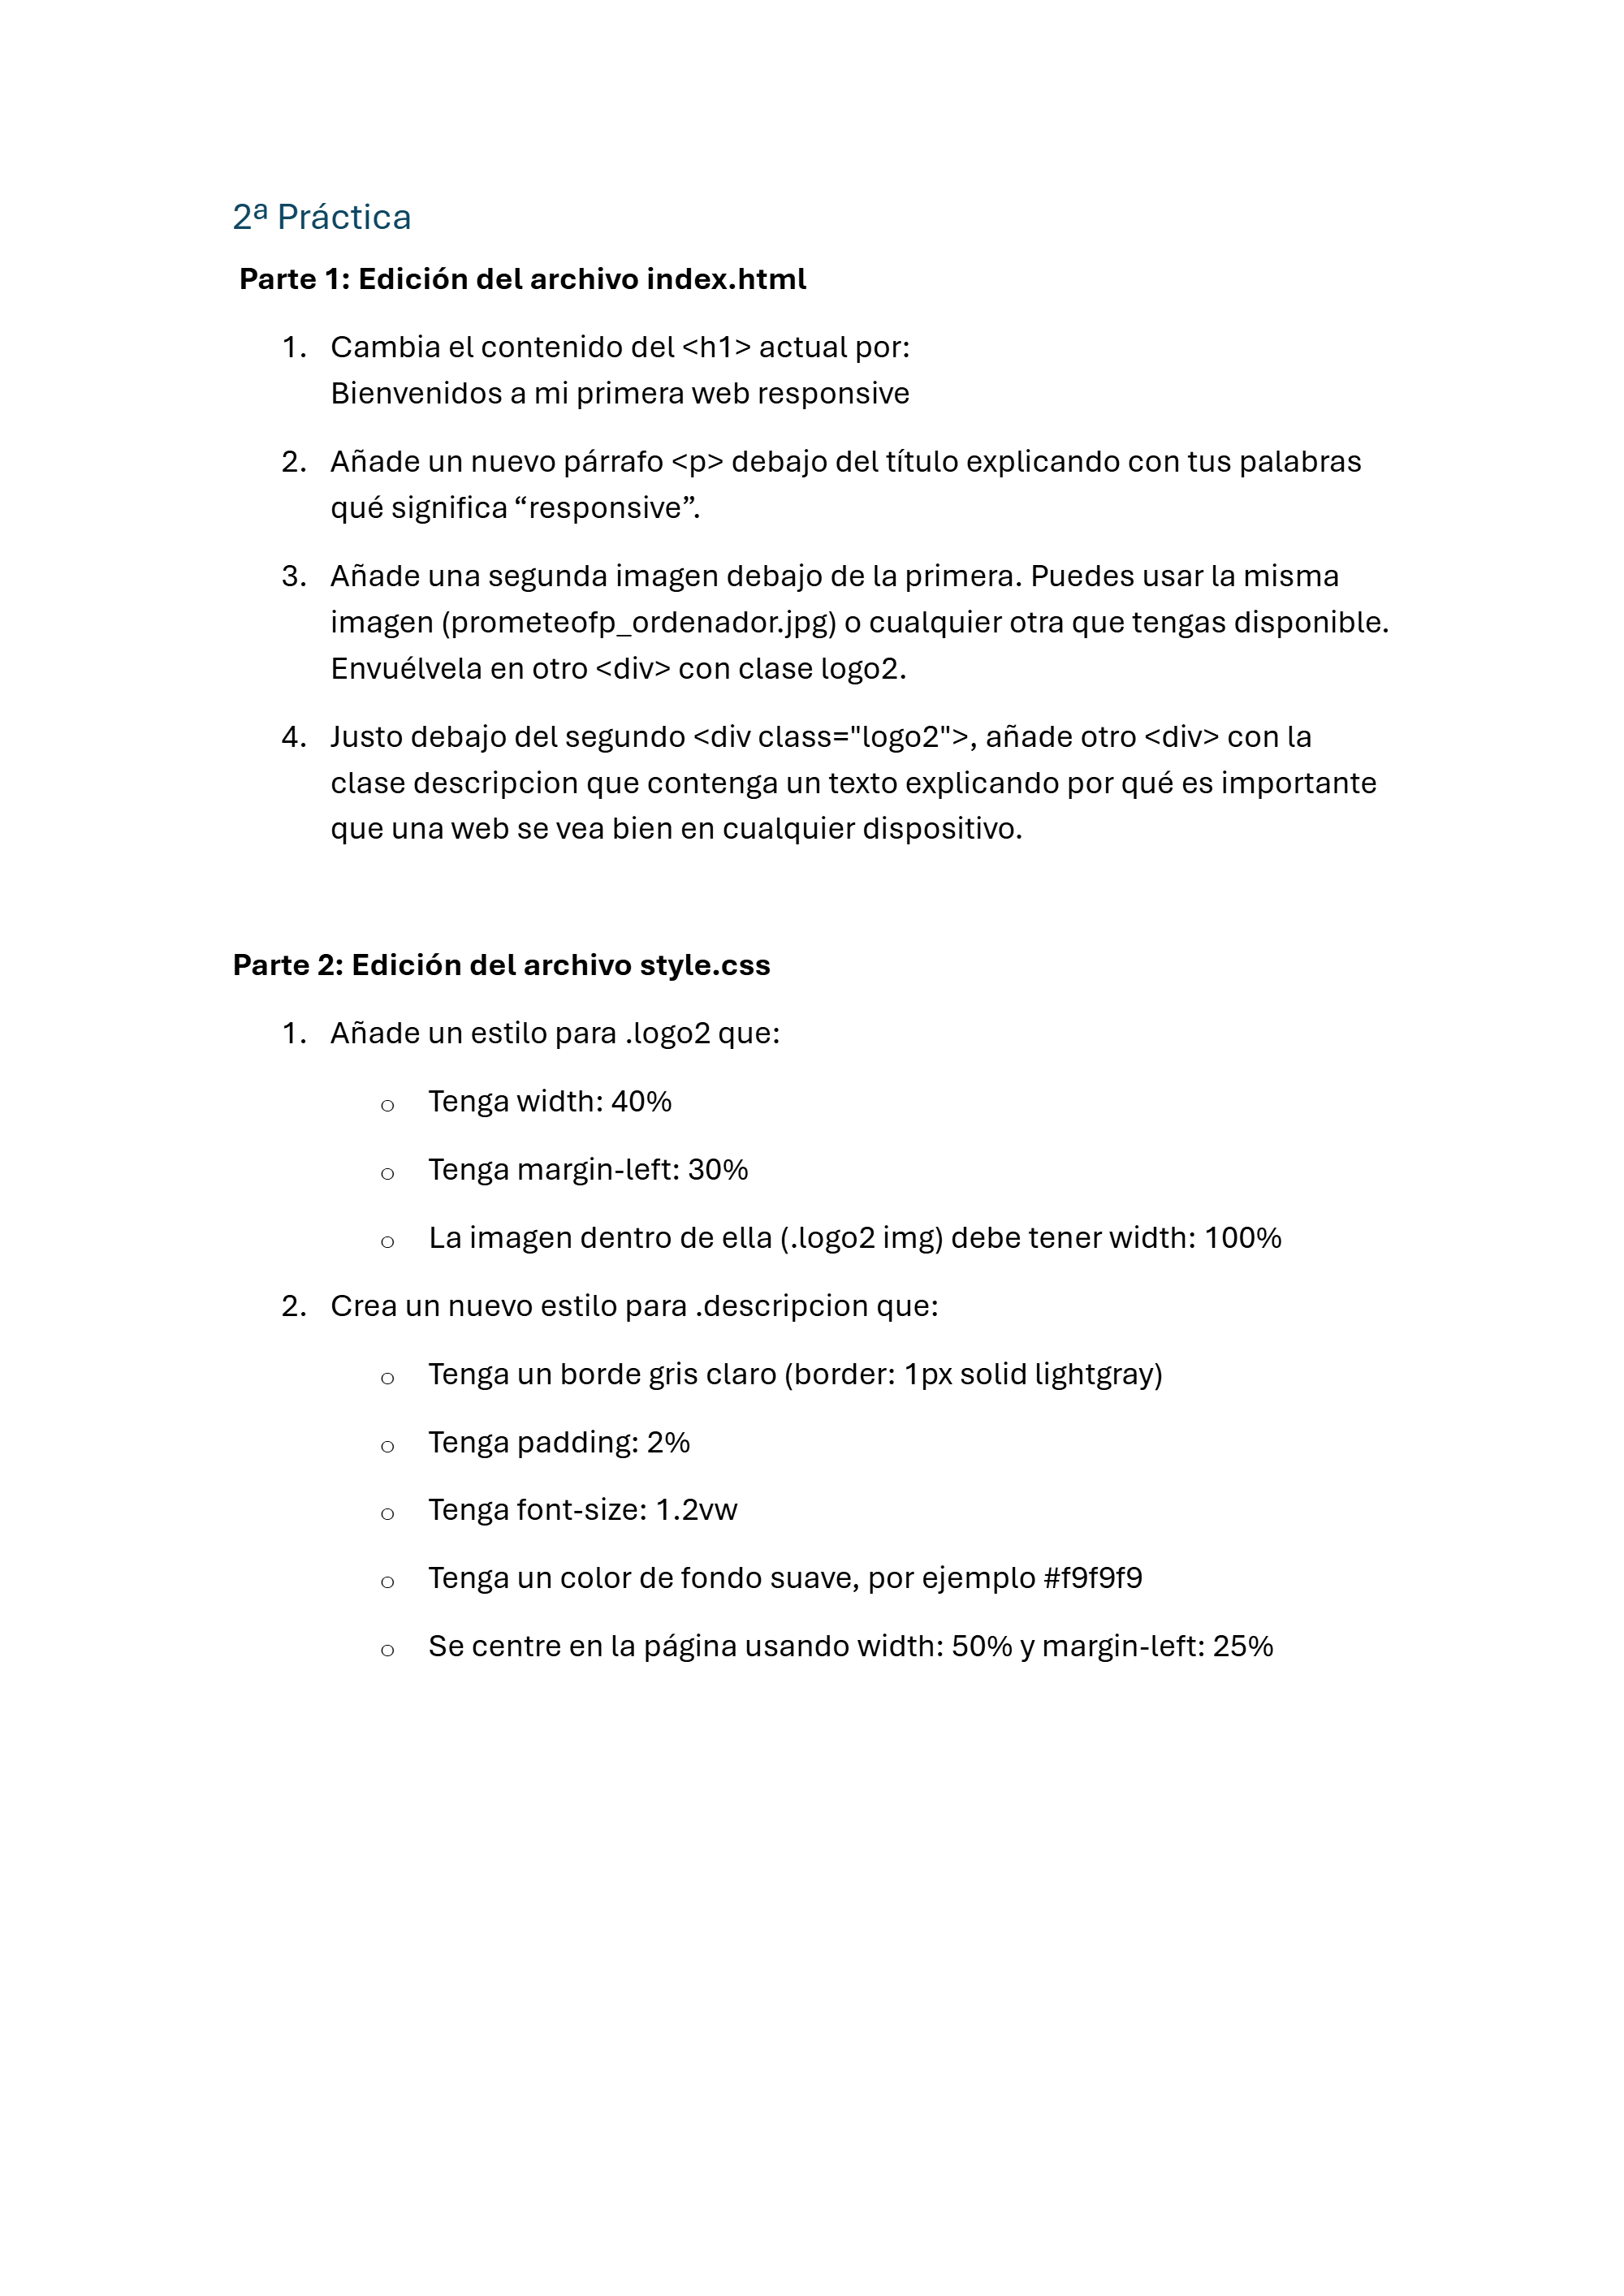 2ª Práctica
Parte 1: Edición del archivo index.html
1. Cambia el contenido del <h1> actual por:
Bienvenidos a mi primera web responsive
2. Añade un nuevo párrafo <p> debajo del título explicando con tus palabras
qué significa “responsive”.
3. Añade una segunda imagen debajo de la primera. Puedes usar la misma
imagen (prometeofp_ordenador.jpg) o cualquier otra que tengas disponible.
Envuélvela en otro <div> con clase logo2.
4. Justo debajo del segundo <div class="logo2">, añade otro <div> con la
clase descripcion que contenga un texto explicando por qué es importante
que una web se vea bien en cualquier dispositivo.
Parte 2: Edición del archivo style.css
1. Añade un estilo para .logo2 que:
o Tenga width: 40%
o Tenga margin-left: 30%
o La imagen dentro de ella (.logo2 img) debe tener width: 100%
2. Crea un nuevo estilo para .descripcion que:
o Tenga un borde gris claro (border: 1px solid lightgray)
o Tenga padding: 2%
o Tenga font-size: 1.2vw
o Tenga un color de fondo suave, por ejemplo #f9f9f9
o Se centre en la página usando width: 50% y margin-left: 25%